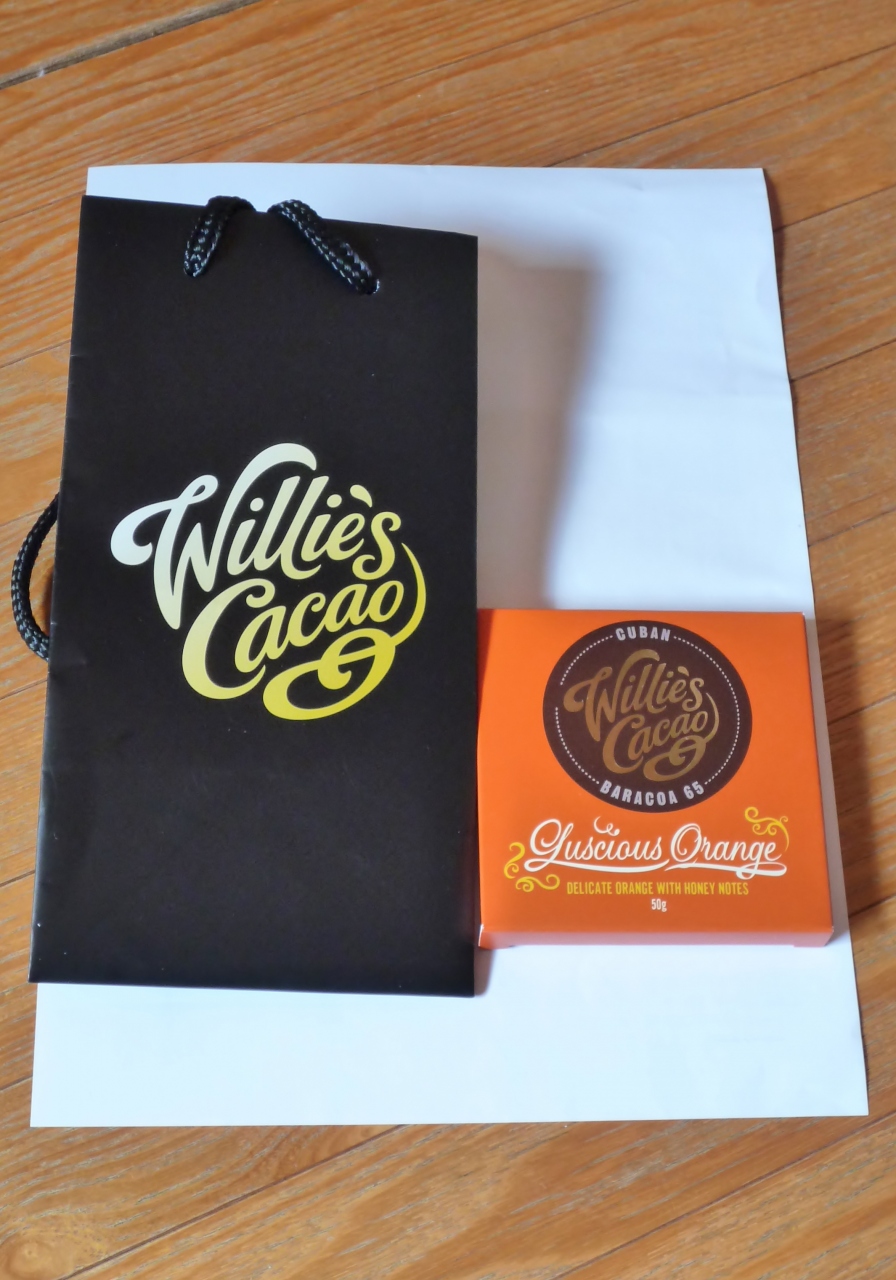 Willie's
Cacao
CUBAN
Willie's
Cacao
BARACOA 65
Luscious Orange
DELICATE ORANGE WITH HONEY NOTES
50g